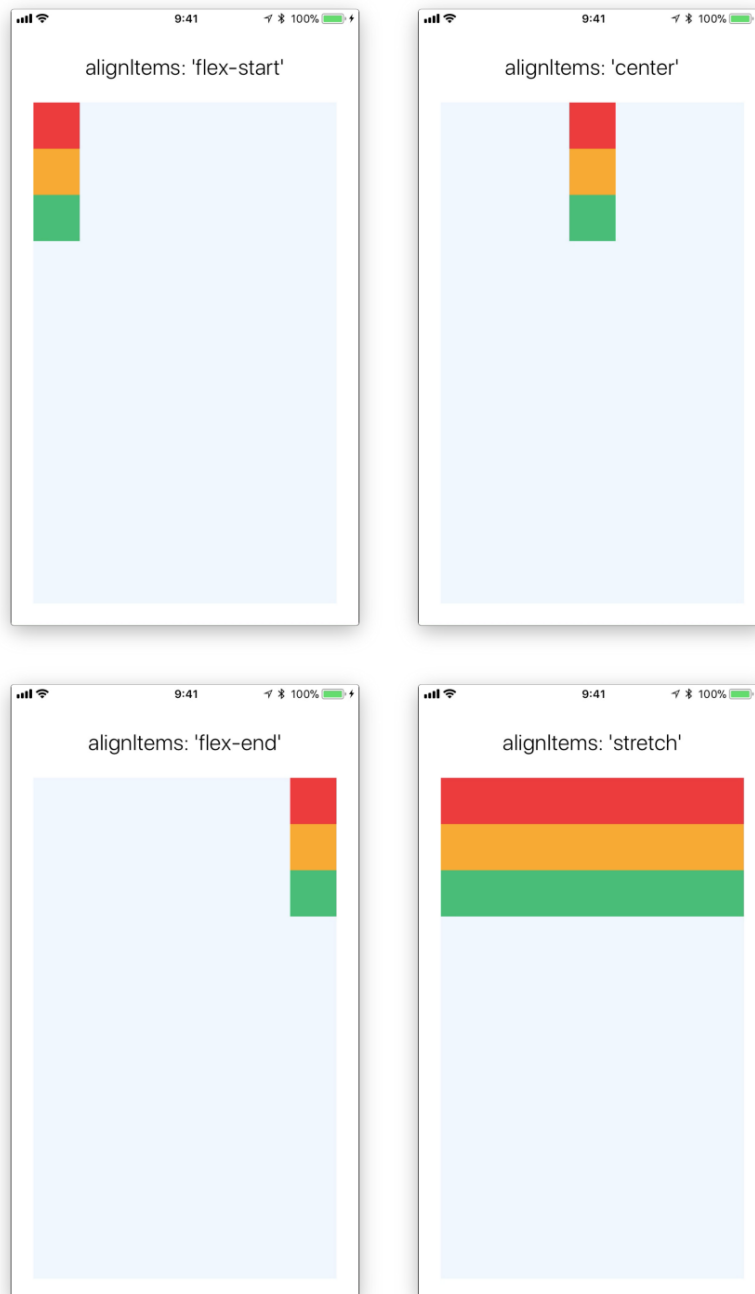 9:41 100%
alignItems: 'flex-start'
9:41 100%
alignItems: 'center'
9:41 100%
alignItems: 'flex-end'
9:41 100%
alignItems: 'stretch'